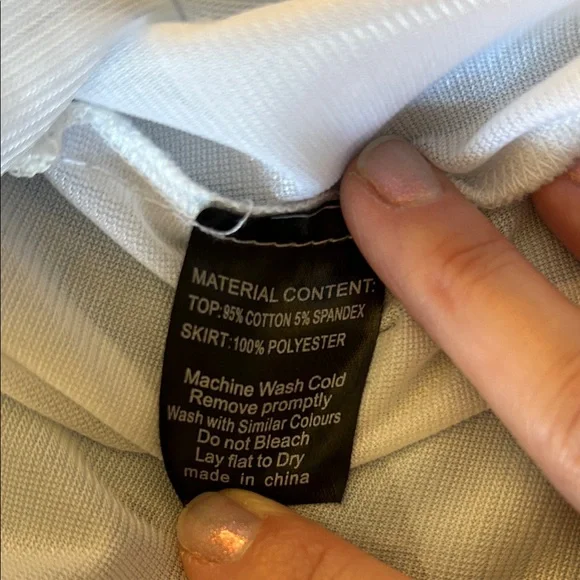 MATERIAL CONTENT:
TOP:95% COTTON 5% SPANDEX
SKIRT:100% POLYESTER
Machine Wash Cold
Remove promptly
Wash with Similar Colours
Do not Bleach
Lay flat to Dry
made in china